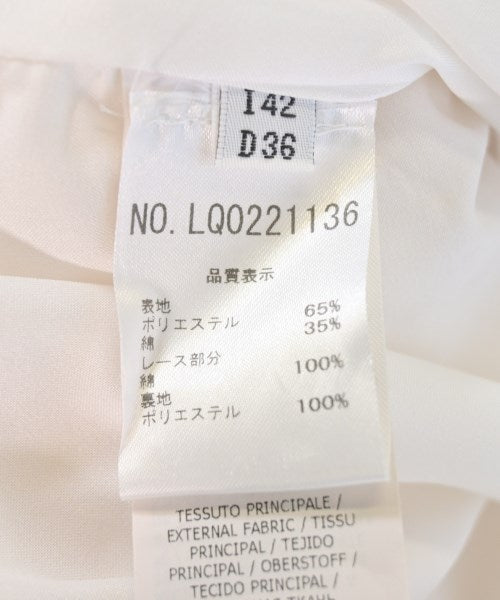 I 42
D 36
NO. LQ0221136
品質表示
表地
ポリエステル 65%
綿 35%
レース部分
綿 100%
裏地
ポリエステル 100%
TESSUTO PRINCIPALE /
EXTERNAL FABRIC / TISSU
PRINCIPAL / TEJIDO
PRINCIPAL / OBERSTOFF /
TECIDO PRINCIPAL /